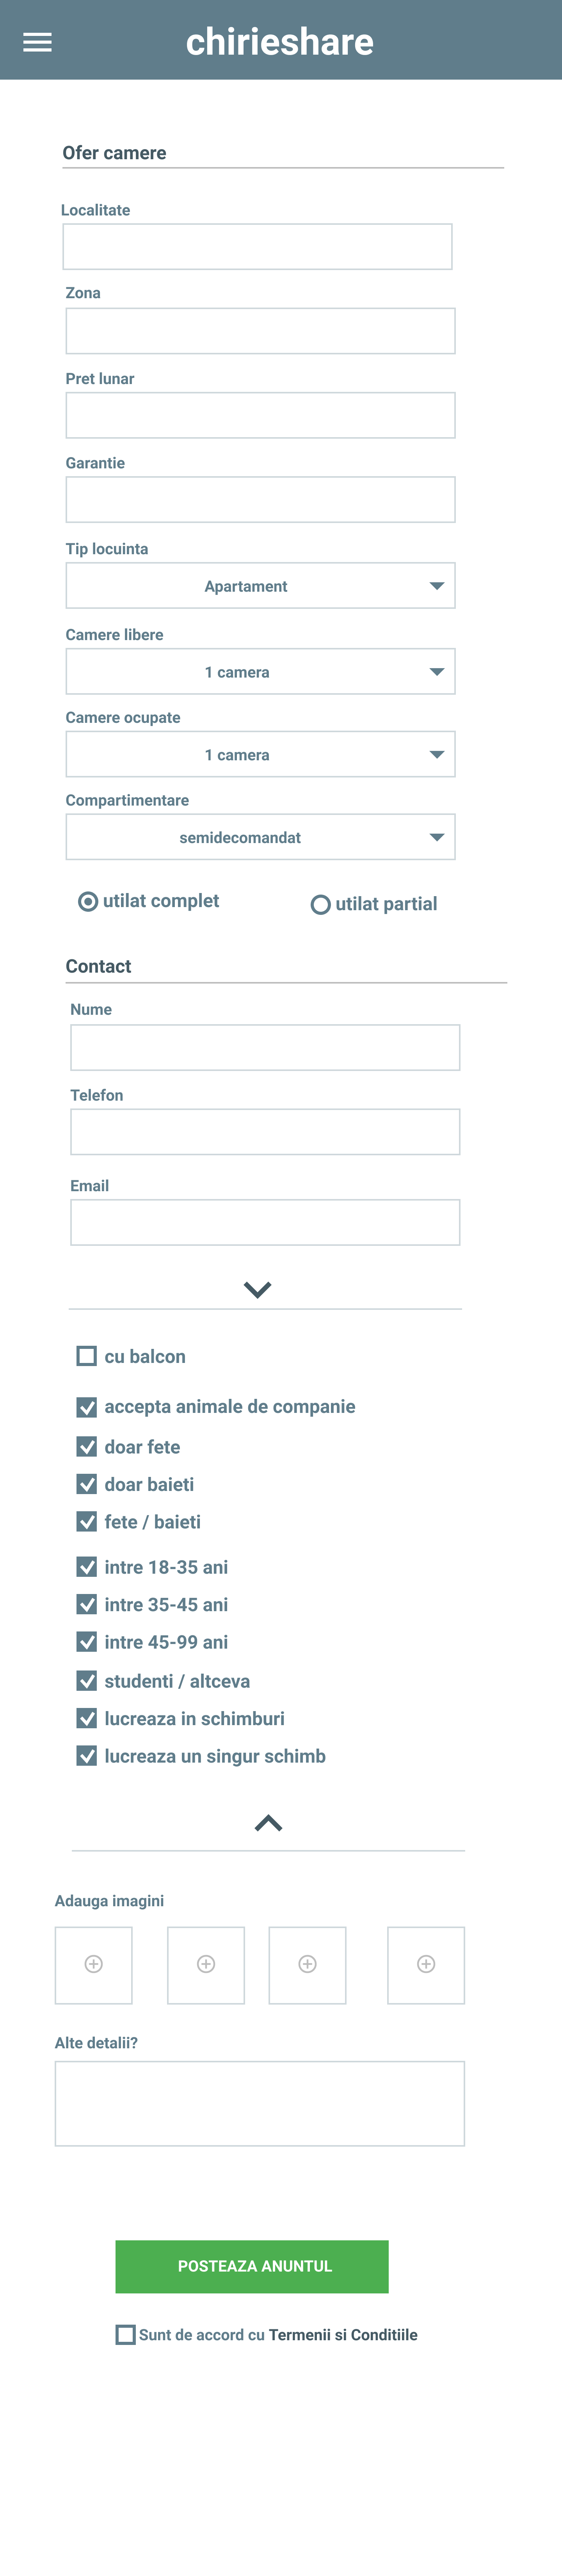 chirieshare
Ofer camere
Localitate
Zona
Pret lunar
Garantie
Tip locuinta
Apartament
Camere libere
1 camera
Camere ocupate
1 camera
Compartimentare
semidecomandat
utilat complet
utilat partial
Contact
Nume
Telefon
Email
cu balcon
accepta animale de companie
doar fete
doar baieti
fete / baieti
intre 18-35 ani
intre 35-45 ani
intre 45-99 ani
studenti / altceva
lucreaza in schimburi
lucreaza un singur schimb
Adauga imagini
Alte detalii?
POSTEAZA ANUNTUL
Sunt de accord cu Termenii si Conditiile